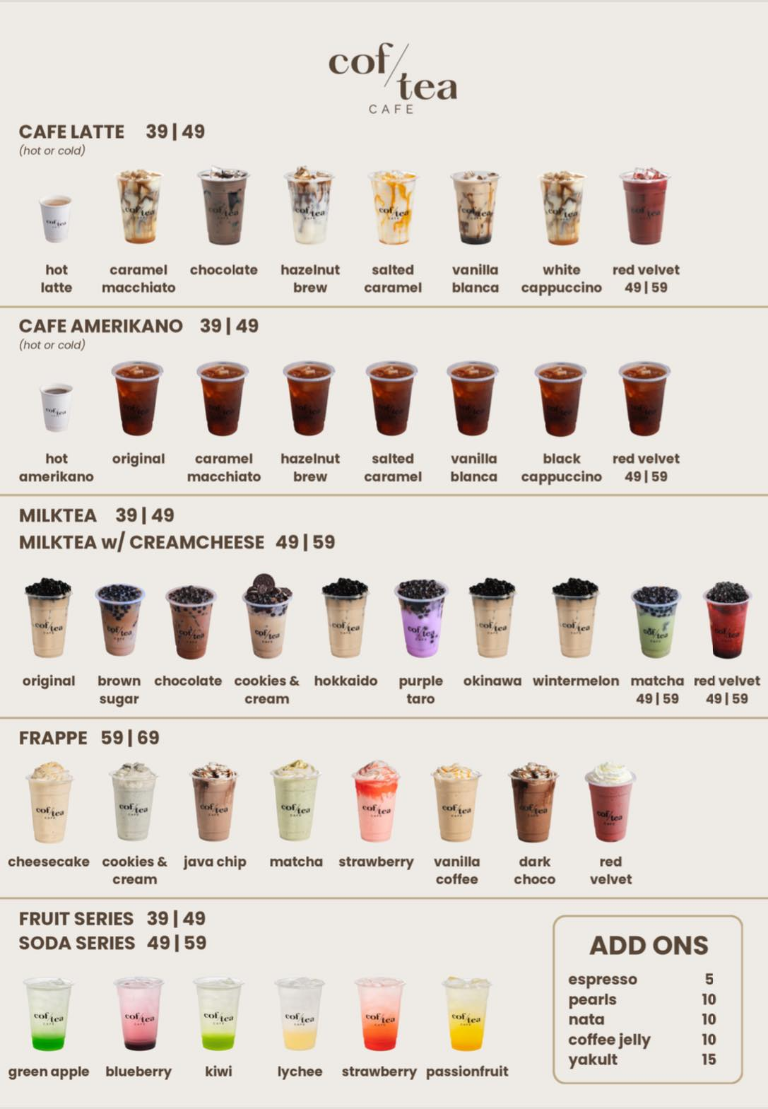 cof/tea
CAFE
CAFE LATTE 39|49
(hot or cold)
hot latte
caramel macchiato
chocolate
hazelnut brew
salted caramel
vanilla blanca
white cappuccino
red velvet 49|59
CAFE AMERIKANO 39|49
(hot or cold)
hot amerikano
original
caramel macchiato
hazelnut brew
salted caramel
vanilla blanca
black cappuccino
red velvet 49|59
MILKTEA 39|49
MILKTEA w/ CREAMCHEESE 49|59
original
brown sugar
chocolate
cookies & cream
hokkaido
purple taro
okinawa
wintermelon
matcha 49|59
red velvet 49|59
FRAPPE 59|69
cheesecake
cookies & cream
java chip
matcha
strawberry
vanilla coffee
dark choco
red velvet
FRUIT SERIES 39|49
SODA SERIES 49|59
green apple
blueberry
kiwi
lychee
strawberry
passionfruit
ADD ONS
espresso 5
pearls 10
nata 10
coffee jelly 10
yakult 15